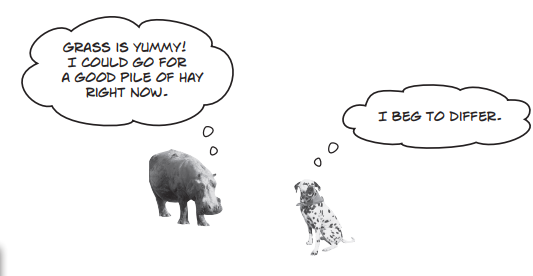 GRASS IS YUMMY!
I COULD GO FOR
A GOOD PILE OF HAY
RIGHT NOW.
I BEG TO DIFFER.